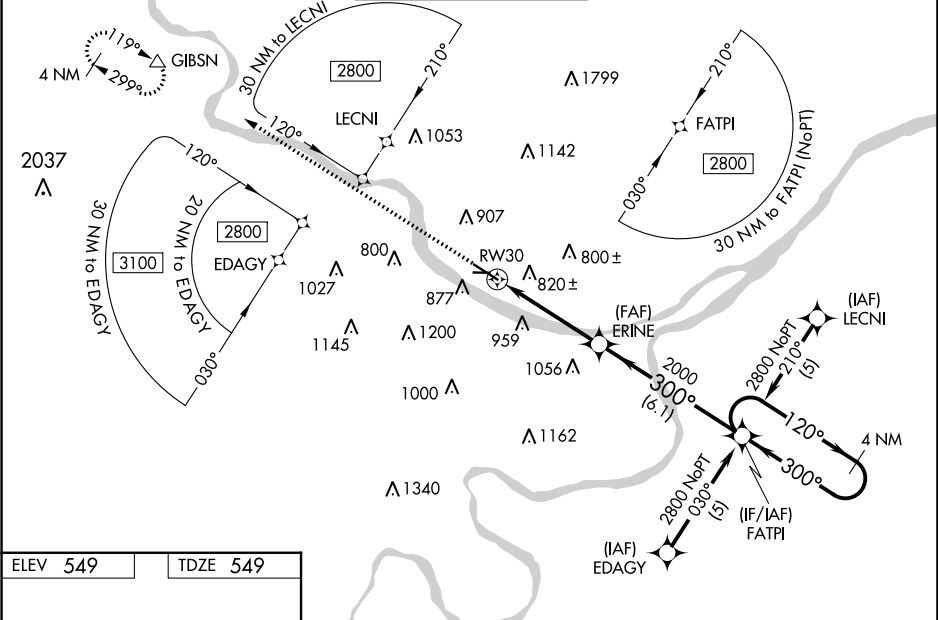 119°
299°
4 NM
GIBSN
30 NM to LECNI
2800
210°
LECNI
120°
1053
1799
1142
210°
FATPI
2800
030°
30 NM to FATPI (NoPT)
2037
120°
30 NM to EDAGY
20 NM to EDAGY
3100
2800
EDAGY
030°
907
800
1027
877
RW30
800±
820±
1145
1200
959
1000
1056
1162
1340
(FAF)
ERINE
2000
300°
(6.1)
(IAF)
LECNI
2800 NoPT
210°
(5)
120°
4 NM
300°
2800 NoPT
030°
(5)
(IF/IAF)
FATPI
(IAF)
EDAGY
ELEV 549
TDZE 549